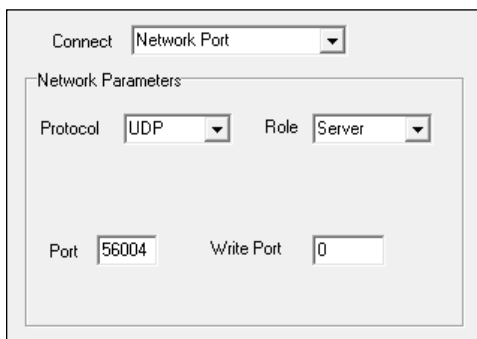 Connect Network Port
Network Parameters
Protocol UDP Role Server
Port 56004 Write Port 0